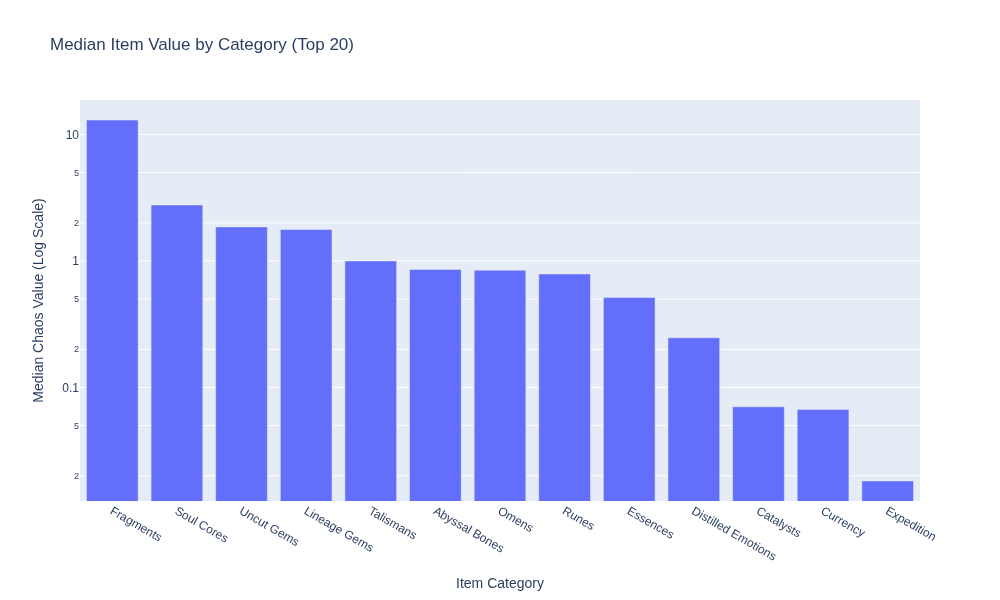 Median Item Value by Category (Top 20)
Median Chaos Value (Log Scale)
10
5
2
1
5
2
0.1
5
2
Fragments
Soul Cores
Uncut Gems
Lineage Gems
Talismans
Abyssal Bones
Omens
Runes
Essences
Distilled Emotions
Catalysts
Currency
Expedition
Item Category